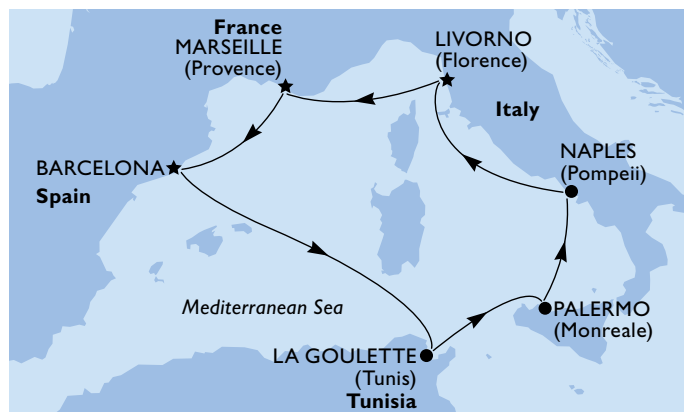 France
MARSEILLE
(Provence)
LIVORNO
(Florence)
Italy
NAPLES
(Pompeii)
BARCELONA
Spain
Mediterranean Sea
PALERMO
(Monreale)
LA GOULETTE
(Tunis)
Tunisia